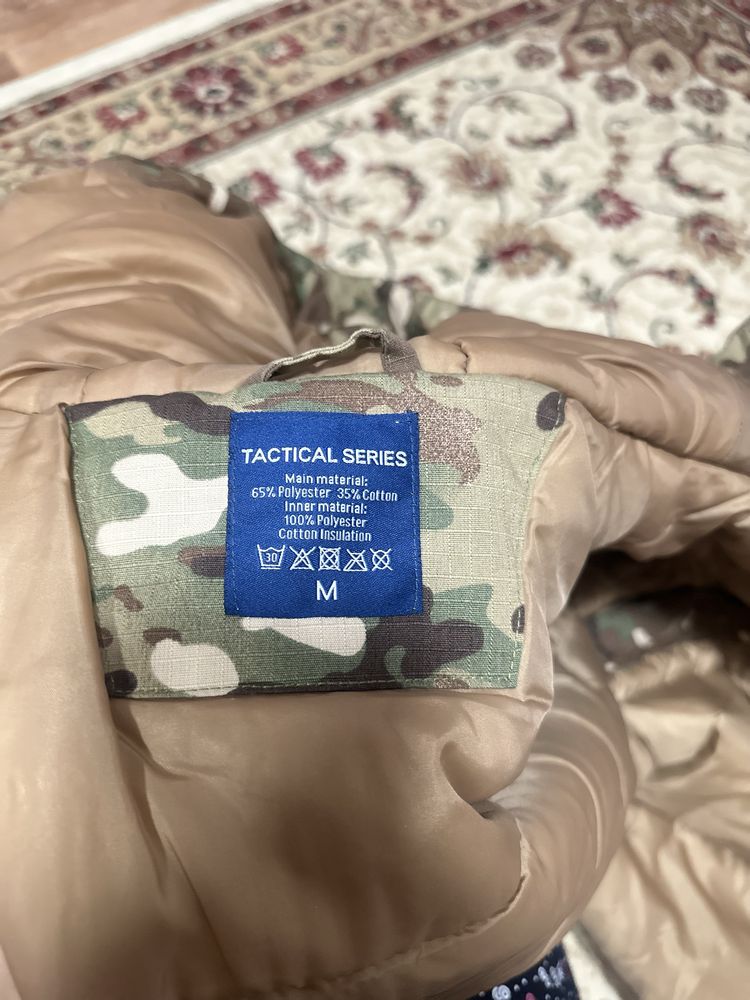 TACTICAL SERIES
Main material:
65% Polyester 35% Cotton
Inner material:
100% Polyester
Cotton Insulation
30
M